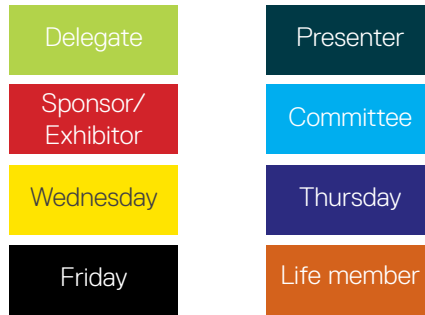 Delegate
Presenter
Sponsor/
Exhibitor
Committee
Wednesday
Thursday
Friday
Life member